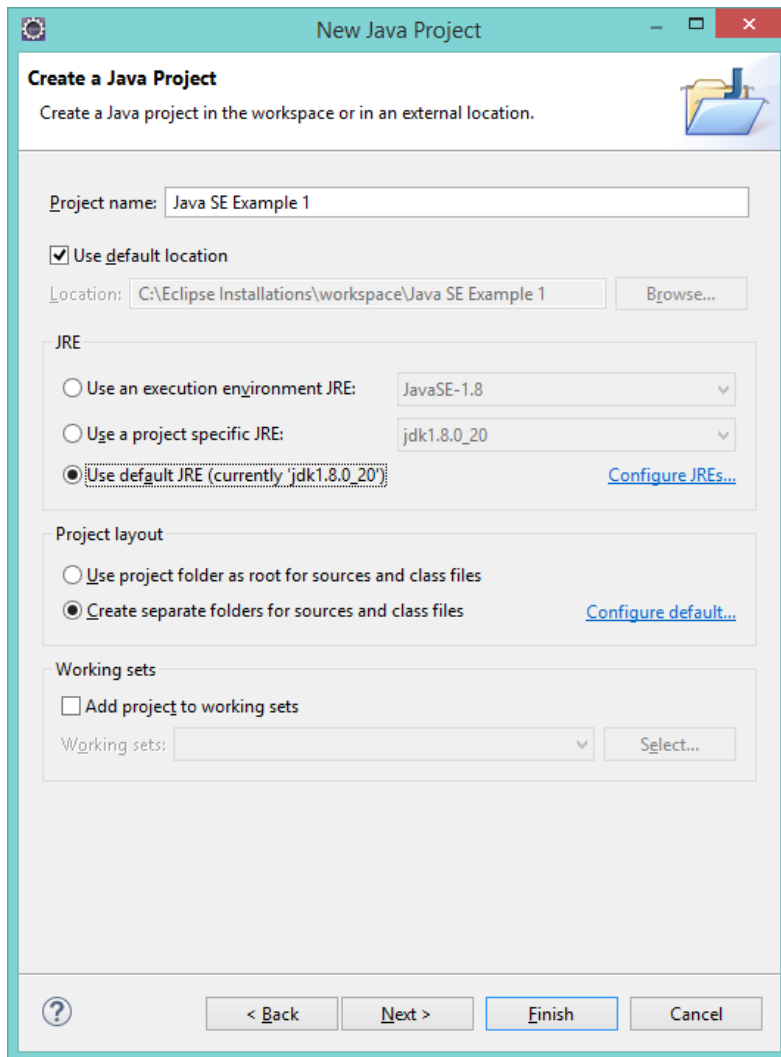 New Java Project
Create a Java Project
Create a Java project in the workspace or in an external location.
Project name: Java SE Example 1
Use default location
Location: C:\Eclipse Installations\workspace\Java SE Example 1 Browse...
JRE
Use an execution environment JRE: JavaSE-1.8
Use a project specific JRE: jdk1.8.0_20
Use default JRE (currently 'jdk1.8.0_20') Configure JREs...
Project layout
Use project folder as root for sources and class files
Create separate folders for sources and class files Configure default...
Working sets
Add project to working sets
Working sets: Select...
? < Back Next > Finish Cancel